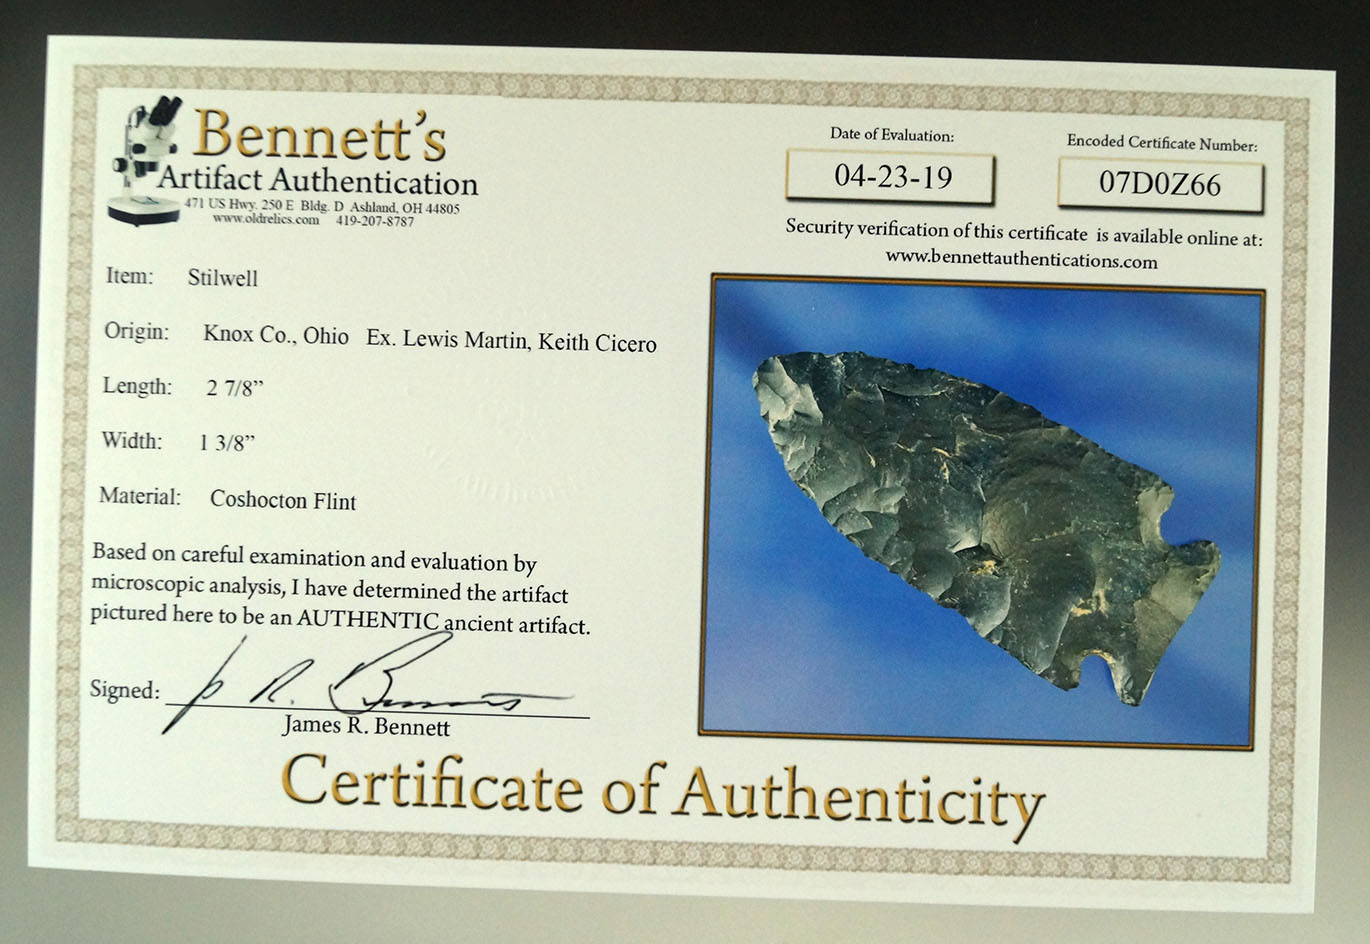 Bennett's
Artifact Authentication
471 US Hwy. 250 E Bldg. D Ashland, OH 44805
www.oldrelics.com 419-207-8787
Date of Evaluation:
04-23-19
Encoded Certificate Number:
07D0Z66
Security verification of this certificate is available online at:
www.bennettauthentications.com
Item: Stilwell
Origin: Knox Co., Ohio Ex. Lewis Martin, Keith Cicero
Length: 2 7/8”
Width: 1 3/8”
Material: Coshocton Flint
Based on careful examination and evaluation by
microscopic analysis, I have determined the artifact
pictured here to be an AUTHENTIC ancient artifact.
Signed:
James R. Bennett
Certificate of Authenticity